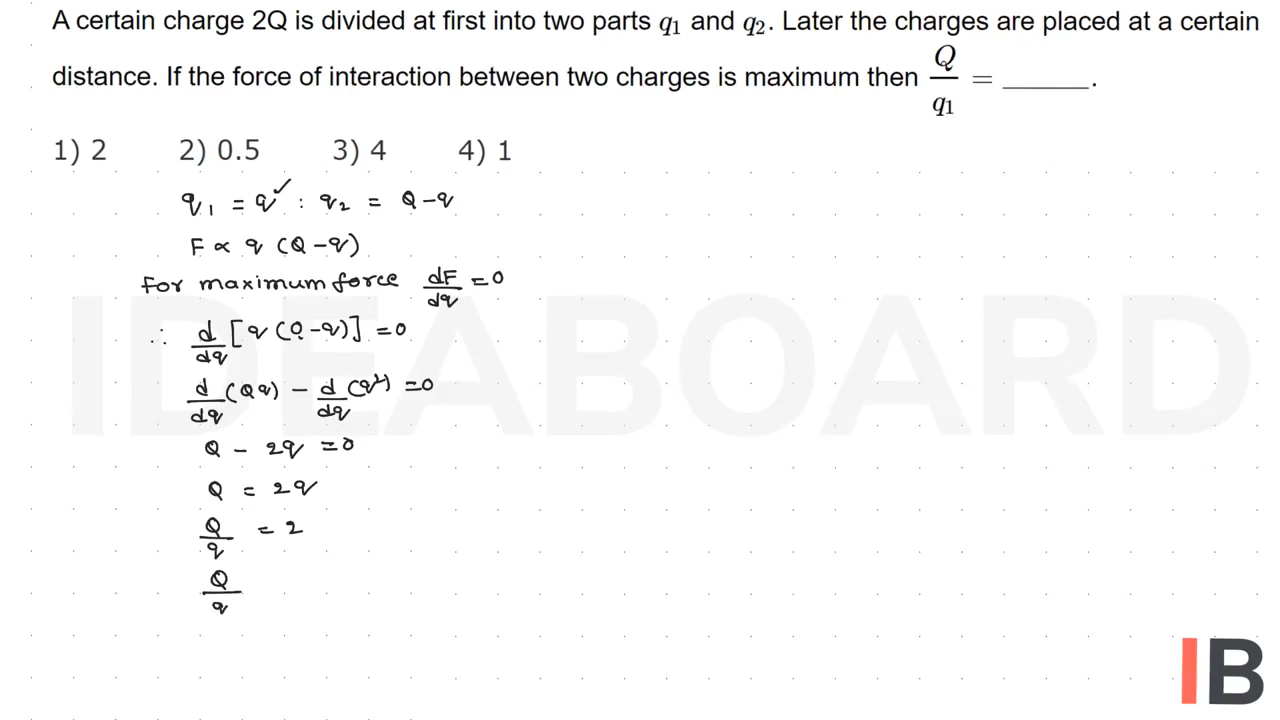 A certain charge 2Q is divided at first into two parts q₁ and q₂. Later the charges are placed at a certain
distance. If the force of interaction between two charges is maximum then Q/q₁ = ______.
1) 2 2) 0.5 3) 4 4) 1
q₁ = q ✓ : q₂ = Q - q
F ∝ q (Q - q)
For maximum force dF/dq = 0
∴ d/dq [q (Q - q)] = 0
d/dq (Qq) - d/dq (q²) = 0
Q - 2q = 0
Q = 2q
Q/q = 2
Q/q
IDEABOARD
IB